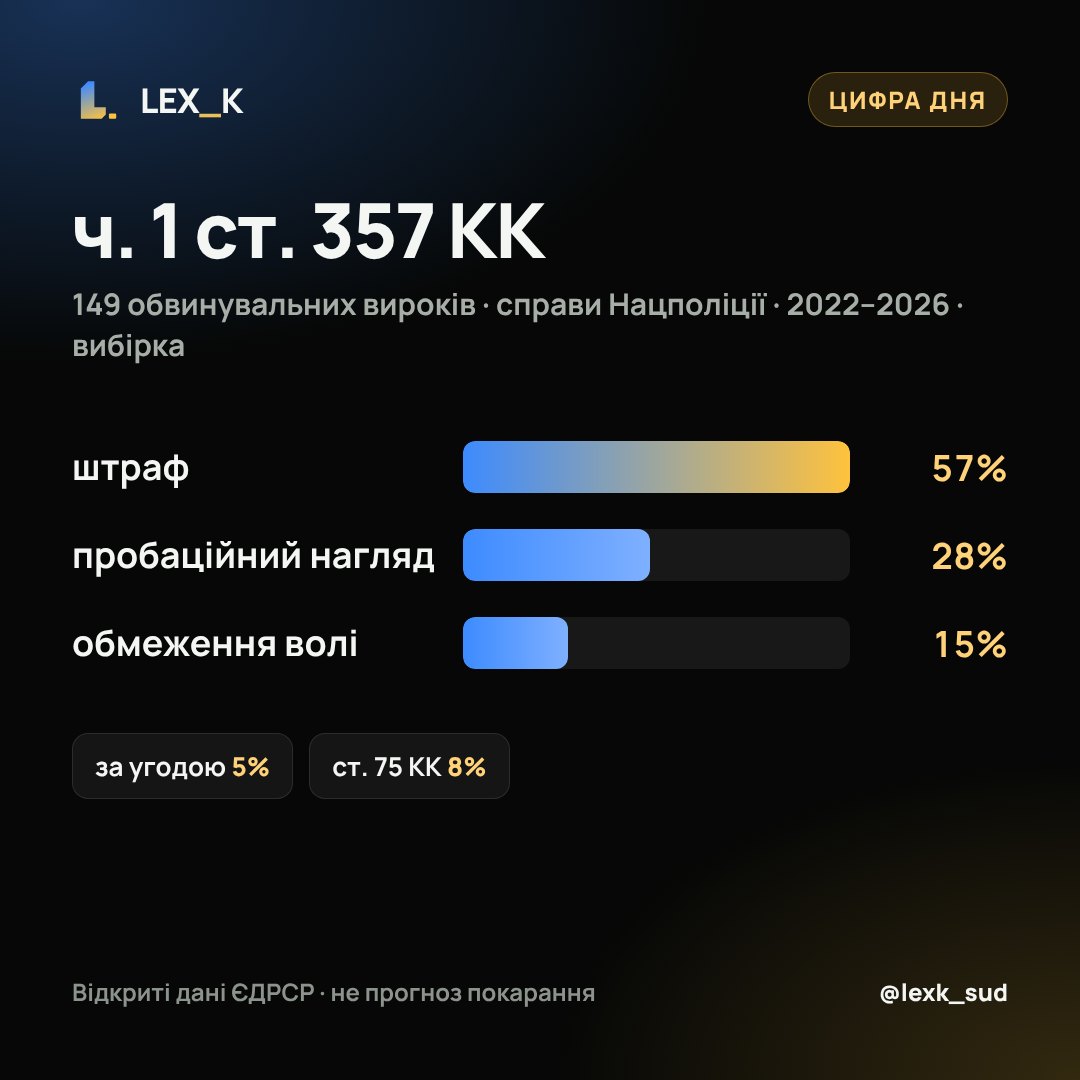 LEX_K
ЦИФРА ДНЯ
ч. 1 ст. 357 КК
149 обвинувальних вироків · справи Нацполіції · 2022–2026 ·
вибірка
штраф 57%
пробаційний нагляд 28%
обмеження волі 15%
за угодою 5%
ст. 75 КК 8%
Відкриті дані ЄДРСР · не прогноз покарання
@lexk_sud